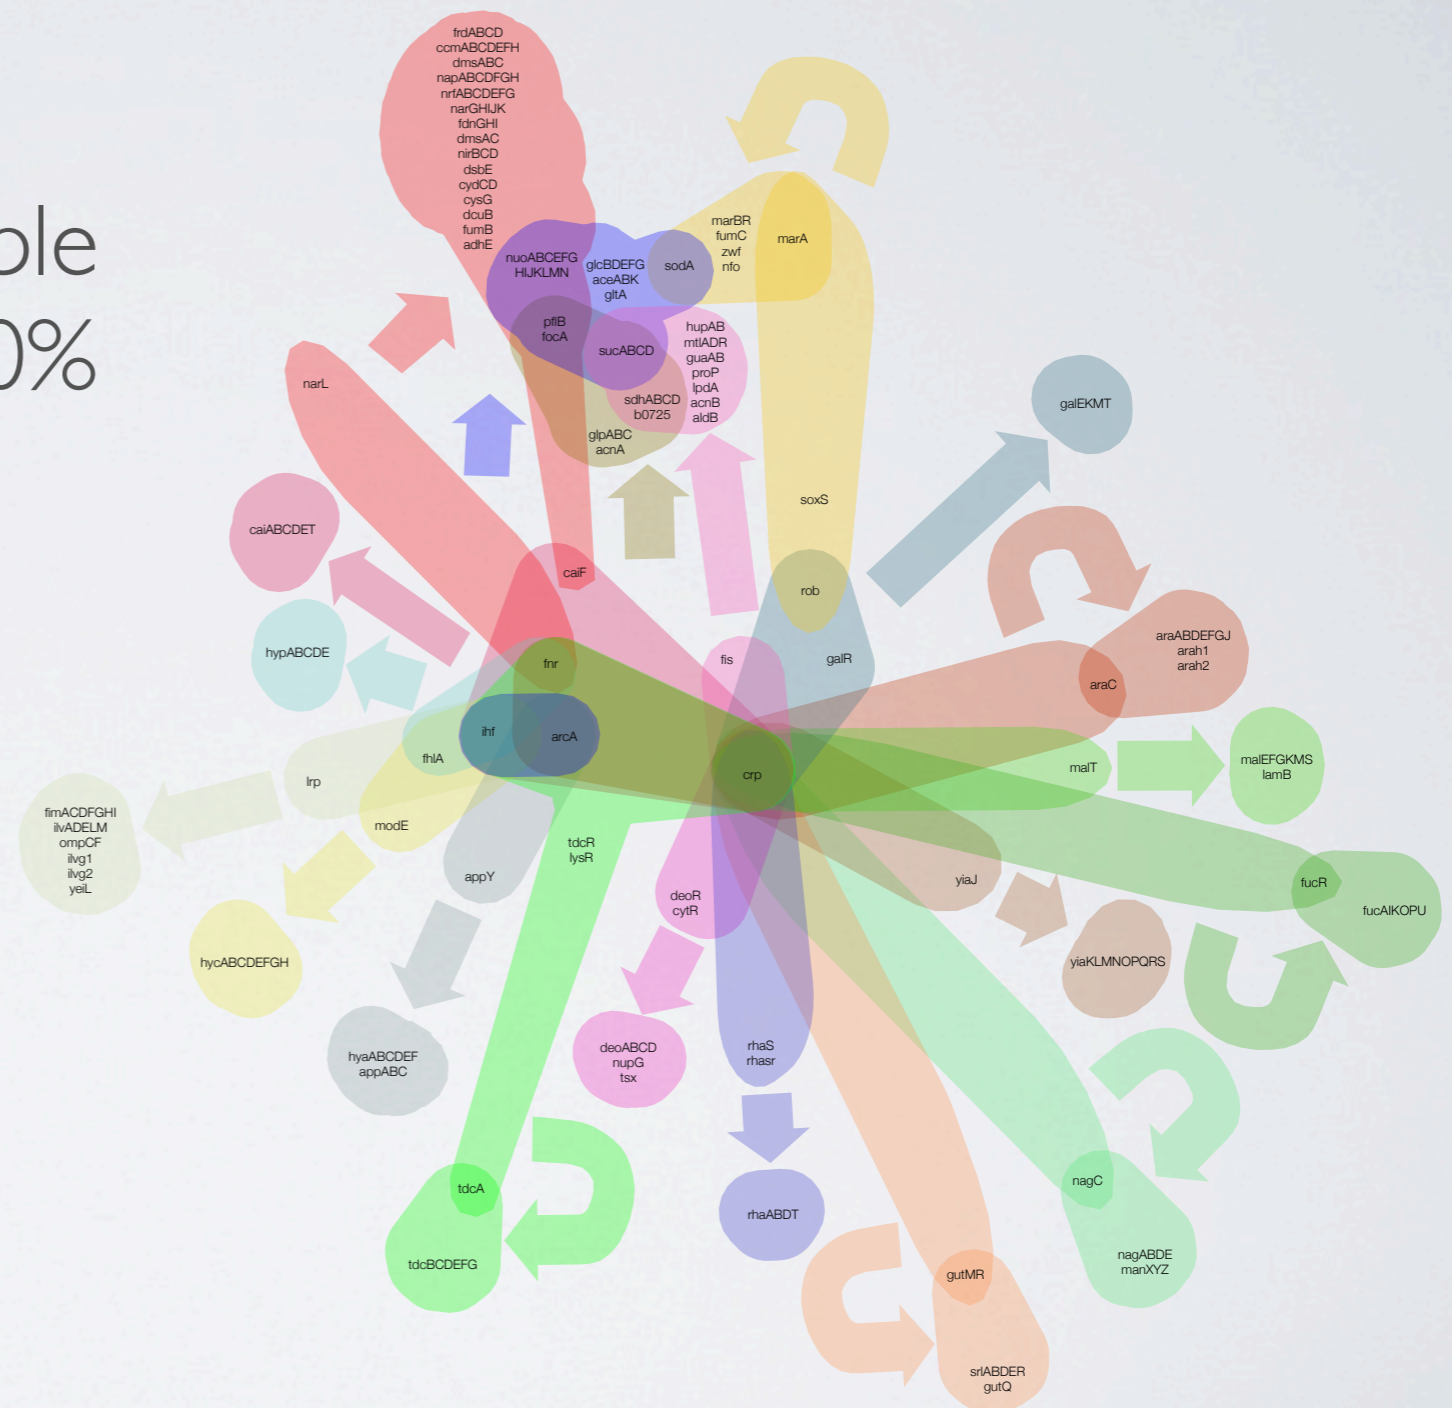 ole
0%
frdABCD
ccmABCDEFH
dmsABC
napABCDFGH
nrfABCDEFG
narGHIJK
fdnGHI
dmsAC
nirBCD
dsbE
cydCD
cysG
dcuB
fumB
adhE
marBR
fumC
zwf
nfo
marA
nuoABCEFG
HIJKLMN
glcBDEFG
aceABK
gltA
sodA
pflB
focA
sucABCD
hupAB
mtlADR
guaAB
proP
lpdA
acnB
aldB
narL
sdhABCD
b0725
glpABC
acnA
galEKMT
soxS
caiABCDET
caiF
rob
hypABCDE
fnr
fis
galR
araABDEFGJ
arah1
arah2
araC
ihf
arcA
fhlA
crp
malT
malEFGKMS
lamB
lrp
fimACDFGHI
ilvADELM
ompCF
ilvg1
ilvg2
yeiL
modE
tdcR
lysR
appY
deoR
cytR
yiaJ
fucR
fucAIKOPU
hycABCDEFGH
yiaKLMNOPQRS
hyaABCDEF
appABC
deoABCD
nupG
tsx
rhaS
rhasr
tdcA
nagC
rhaABDT
tdcBCDEFG
nagABDE
manXYZ
gutMR
srlABDER
gutQ